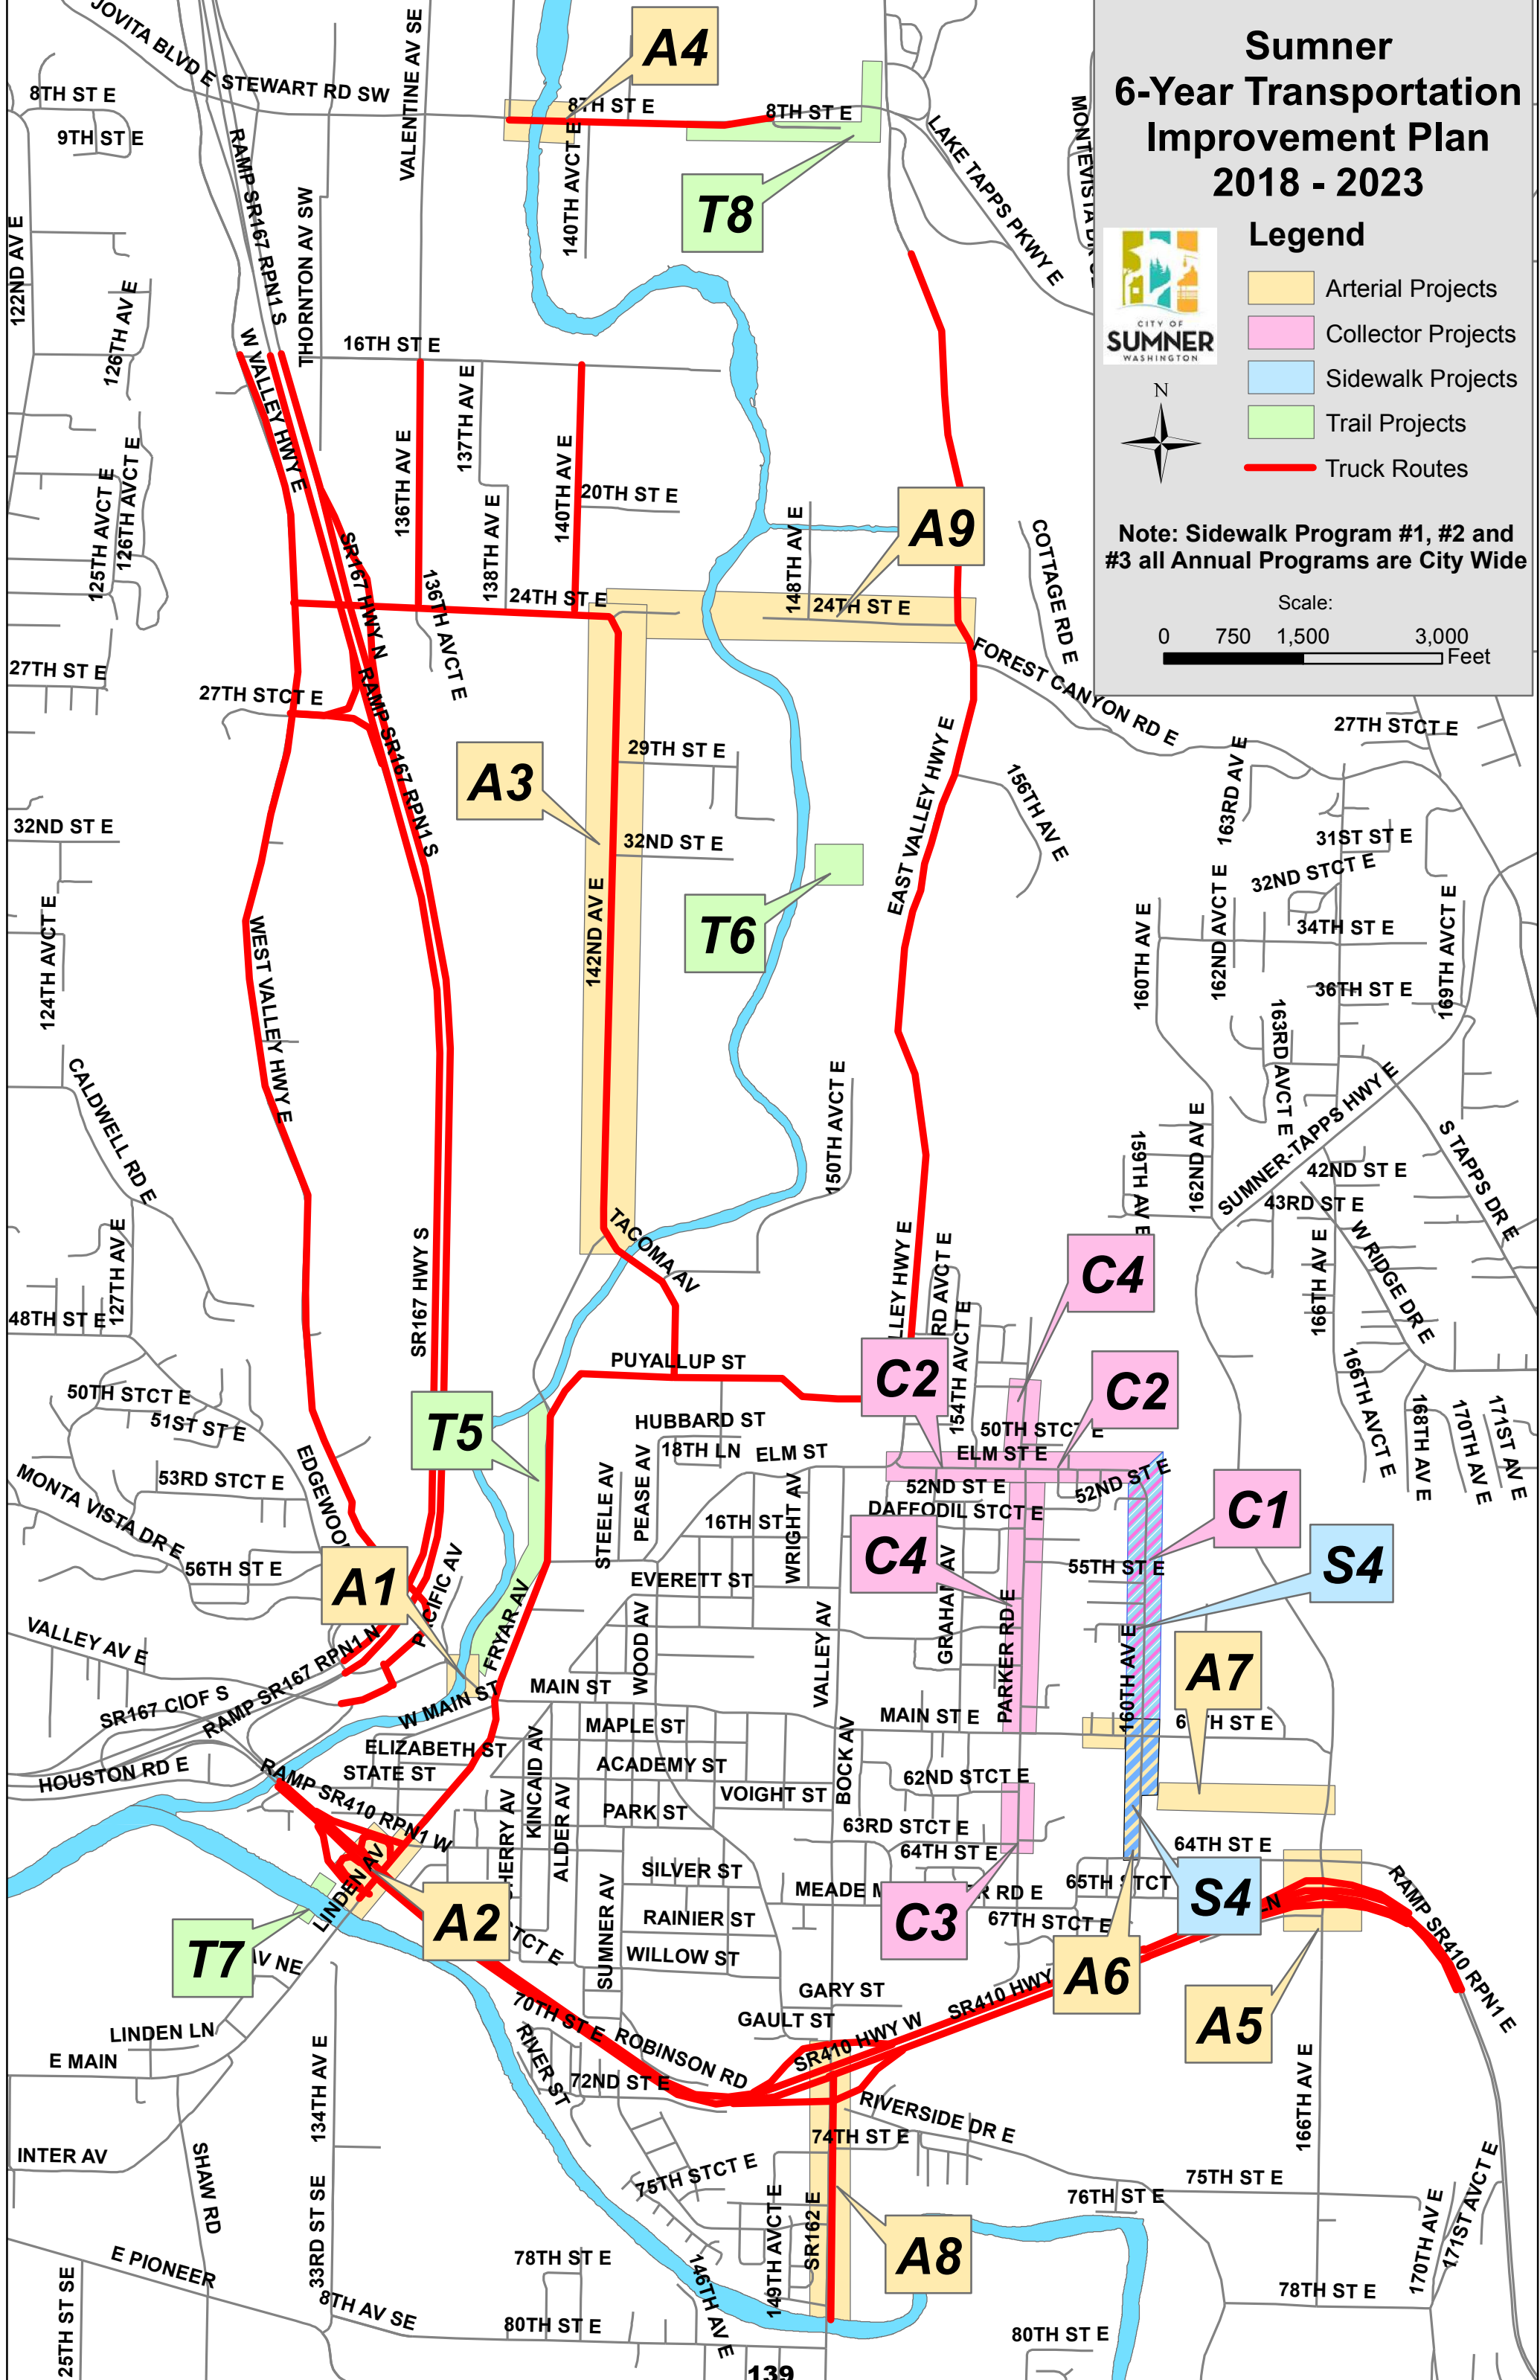 Sumner
6-Year Transportation
Improvement Plan
2018 - 2023
Legend
CITY OF
SUMNER
WASHINGTON
Arterial Projects
Collector Projects
Sidewalk Projects
Trail Projects
Truck Routes
N
Note: Sidewalk Program #1, #2 and
#3 all Annual Programs are City Wide
Scale:
0 750 1,500 3,000
Feet
JOVITA BLVD E
STEWART RD SW
VALENTINE AV SE
A4
8TH ST E
8TH ST E
8TH ST E
9TH ST E
RAMP SR167 RPN1 S
THORNTON AV SW
140TH AVCT E
T8
LAKE TAPPS PKWY E
122ND AV E
126TH AV E
W VALLEY HWY E
16TH ST E
136TH AV E
137TH AV E
138TH AV E
140TH AV E
20TH ST E
148TH AV E
A9
COTTAGE RD E
125TH AVCT E
126TH AVCT E
SR167 HWY N
136TH AVCT E
24TH ST E
24TH ST E
FOREST CANYON RD E
27TH ST E
27TH STCT E
27TH STCT E
RAMP SR167 RPN1 S
A3
29TH ST E
EAST VALLEY HWY E
156TH AV E
163RD AV E
31ST ST E
32ND STCT E
32ND ST E
32ND ST E
142ND AV E
T6
160TH AV E
162ND AVCT E
34TH ST E
169TH AVCT E
36TH ST E
163RD AVCT E
124TH AVCT E
WEST VALLEY HWY E
CALDWELL RD E
150TH AVCT E
159TH AV E
162ND AV E
SUMNER-TAPPS HWY E
S TAPPS DR E
42ND ST E
43RD ST E
W RIDGE DR E
166TH AV E
127TH AV E
SR167 HWY S
TACOMA AV
C4
48TH ST E
154TH AVCT E
PUYALLUP ST
C2
C2
166TH AVCT E
168TH AV E
170TH AV E
171ST AV E
50TH STCT E
51ST ST E
T5
HUBBARD ST
18TH LN
ELM ST
50TH STCT E
ELM ST E
52ND ST E
52ND ST E
EDGEWOO
53RD STCT E
MONTA VISTA DR E
STEELE AV
PEASE AV
WRIGHT AV
16TH ST
DAFFODIL STCT E
C1
C4
56TH ST E
A1
EVERETT ST
55TH ST E
S4
VALLEY AV E
FRYAR AV
WOOD AV
VALLEY AV
PARKER RD E
160TH AV E
A7
RAMP SR167 RPN1 N
SR167 CIOF S
W MAIN ST
MAIN ST
MAIN ST E
MAPLE ST
ELIZABETH ST
STATE ST
HOUSTON RD E
RAMP SR410 RPN1 W
KINCAID AV
ALDER AV
ACADEMY ST
VOIGHT ST
BOCK AV
62ND STCT E
PARK ST
63RD STCT E
64TH ST E
64TH ST E
LINDEN AV
SILVER ST
65TH STCT
RAMP SR410 RPN1 E
A2
S4
C3
T7
SUMNER AV
RAINIER ST
67TH STCT E
WILLOW ST
GARY ST
A6
A5
GAULT ST
SR410 HWY W
SR410 HWY
70TH ST E
ROBINSON RD
LINDEN LN
E MAIN
134TH AV E
RIVER ST
72ND ST E
RIVERSIDE DR E
74TH ST E
INTER AV
SHAW RD
166TH AV E
75TH STCT E
75TH ST E
76TH ST E
33RD ST SE
149TH AVCT E
SR162 E
A8
170TH AV E
171ST AVCT E
E PIONEER
78TH ST E
78TH ST E
8TH AV SE
146TH AV E
80TH ST E
80TH ST E
25TH ST SE
139